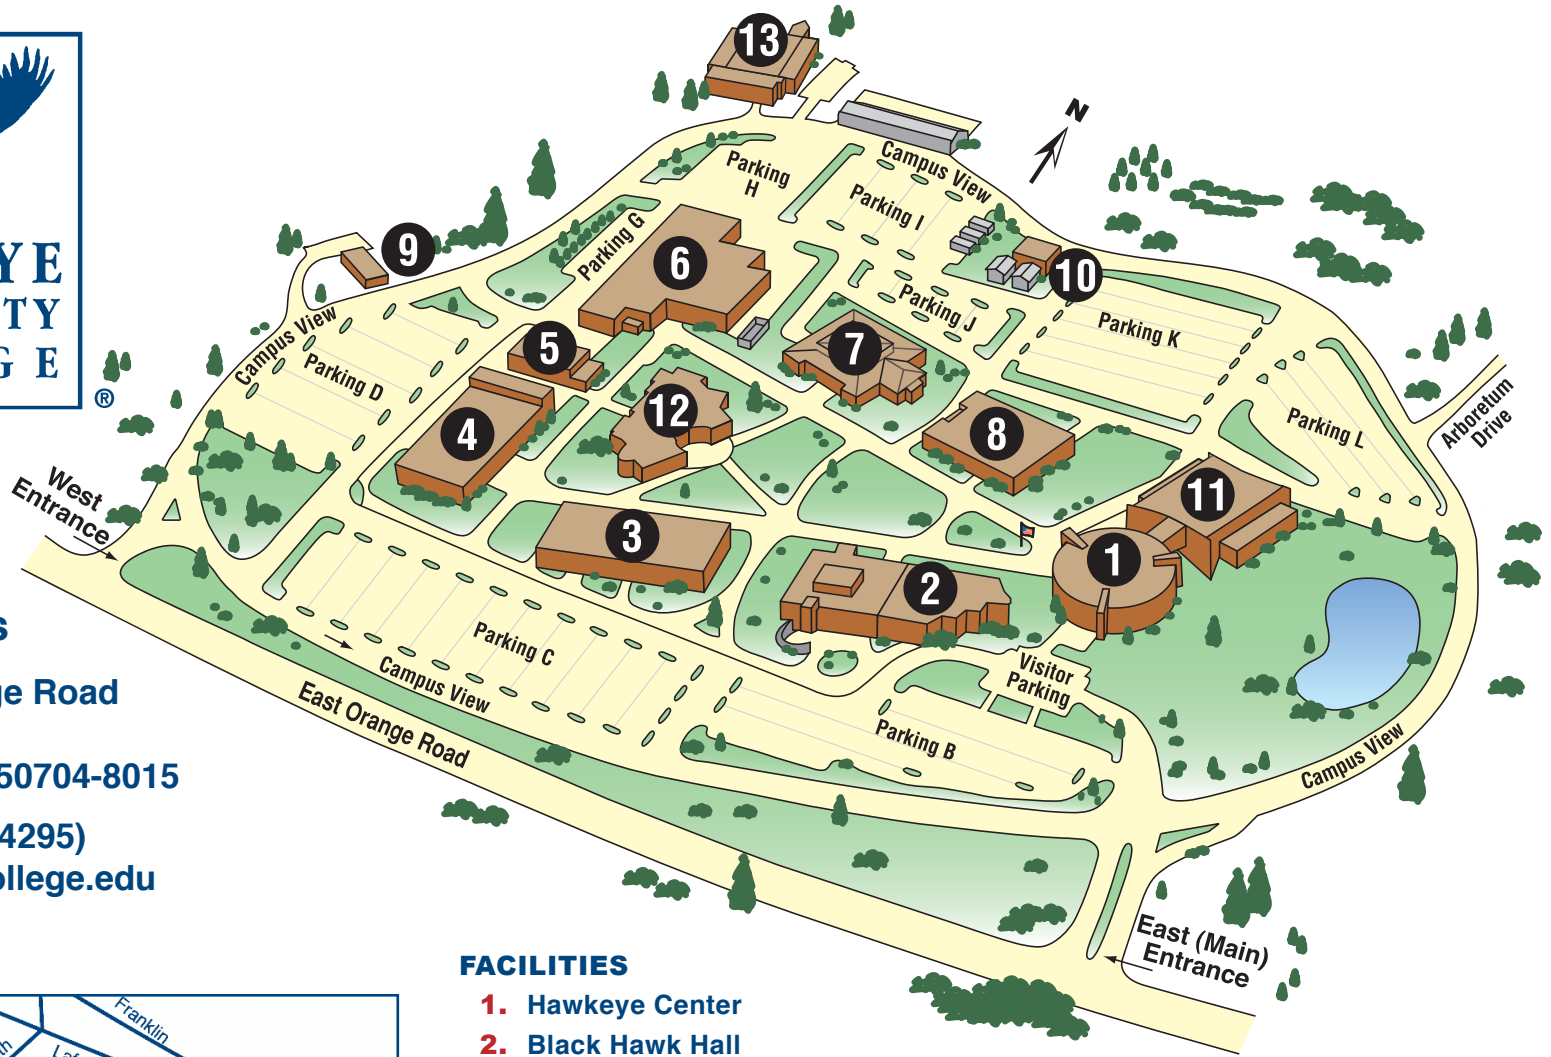 YE
TY
G E
®
s
ge Road
50704-8015
4295)
ollege.edu
13
N
Campus View
Parking
H
Parking I
9
Parking G
6
10
Campus View
Parking J
Parking K
5
7
Parking D
12
Arboretum
Drive
4
8
Parking L
West
Entrance
11
3
1
2
Parking C
Visitor
Parking
Campus View
East Orange Road
Parking B
Campus View
East (Main)
Entrance
Franklin
FACILITIES
1. Hawkeye Center
2. Black Hawk Hall